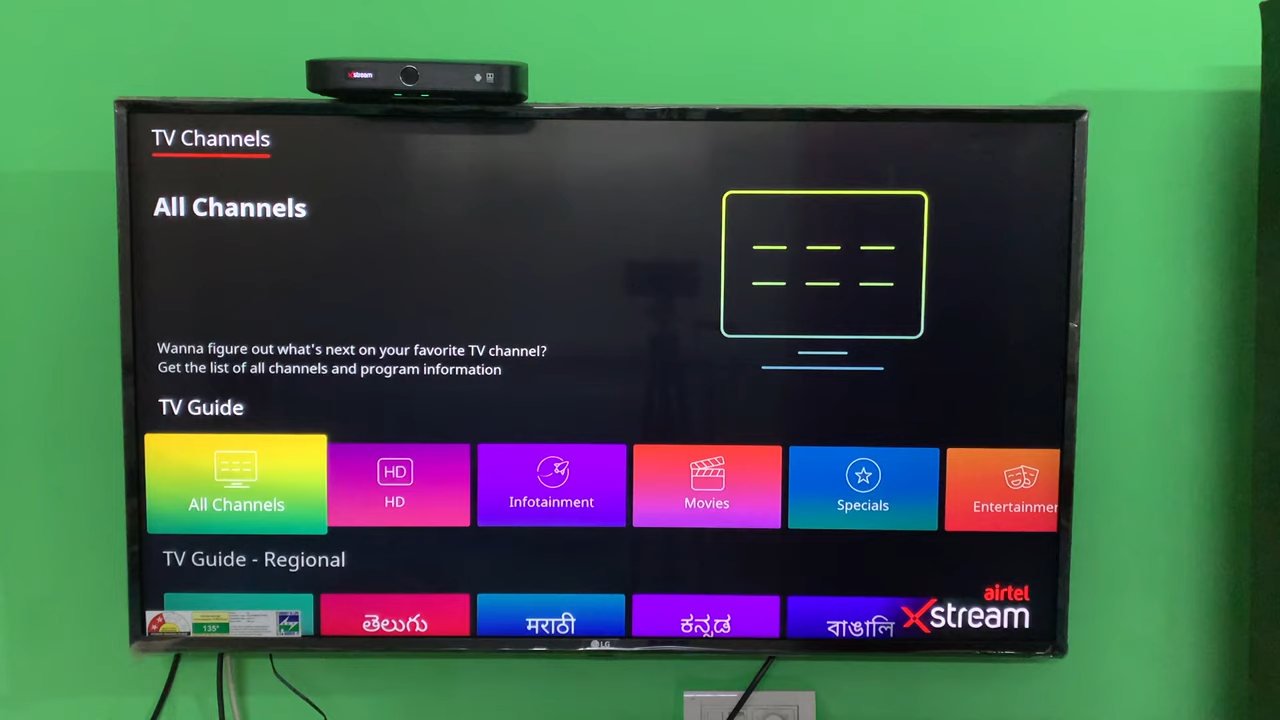 Xstream
TV Channels
All Channels
Wanna figure out what's next on your favorite TV channel?
Get the list of all channels and program information
TV Guide
All Channels
HD
HD
Infotainment
Movies
Specials
Entertainmen
TV Guide - Regional
తెలుగు
मराठी
ಕನ್ನಡ
বাঙালি
airtel
Xstream
135°
LG